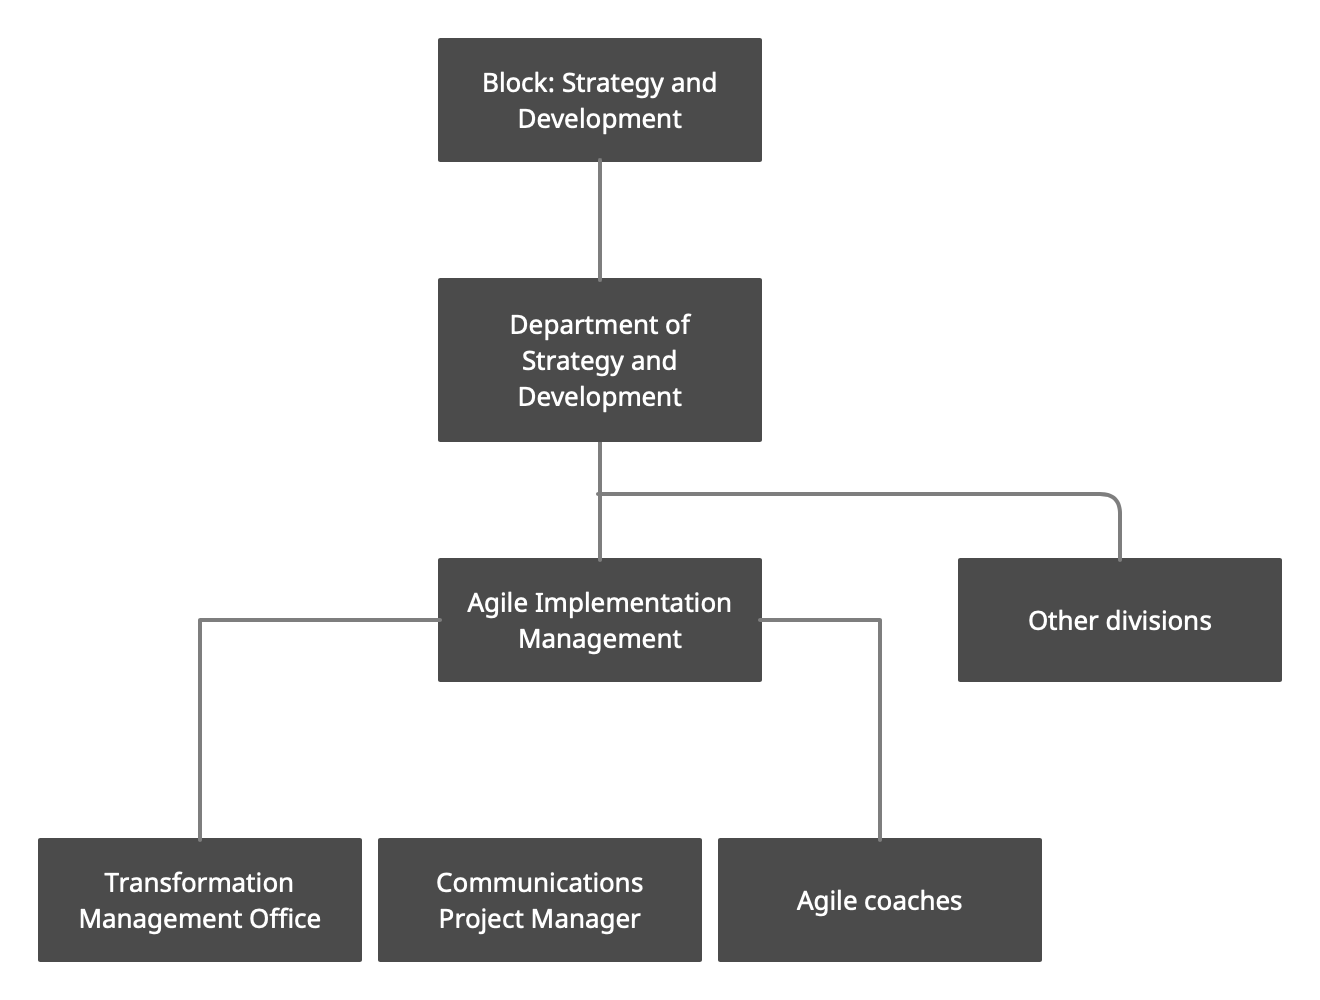 Block: Strategy and
Development
Department of
Strategy and
Development
Agile Implementation
Management
Other divisions
Transformation
Management Office
Communications
Project Manager
Agile coaches